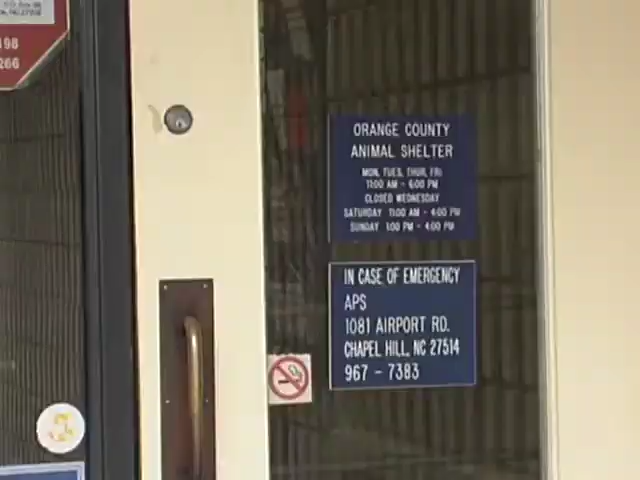 198
266
ORANGE COUNTY
ANIMAL SHELTER
MON, TUES, THUR, FRI
11:00 AM - 6:00 PM
CLOSED WEDNESDAY
SATURDAY 11:00 AM - 4:00 PM
SUNDAY 1:00 PM - 4:00 PM
IN CASE OF EMERGENCY
APS
1081 AIRPORT RD.
CHAPEL HILL, NC 27514
967 - 7383